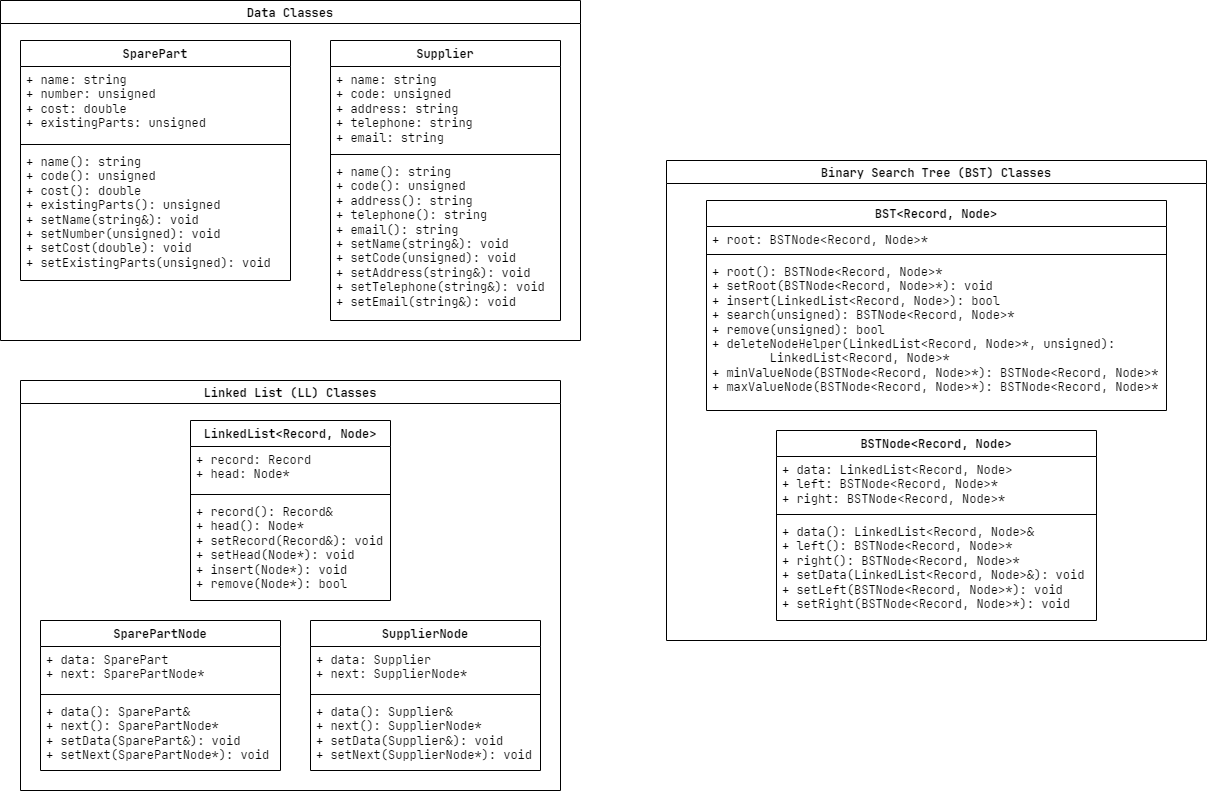 Data Classes
SparePart
+ name: string
+ number: unsigned
+ cost: double
+ existingParts: unsigned
+ name(): string
+ code(): unsigned
+ cost(): double
+ existingParts(): unsigned
+ setName(string&): void
+ setNumber(unsigned): void
+ setCost(double): void
+ setExistingParts(unsigned): void
Supplier
+ name: string
+ code: unsigned
+ address: string
+ telephone: string
+ email: string
+ name(): string
+ code(): unsigned
+ address(): string
+ telephone(): string
+ email(): string
+ setName(string&): void
+ setCode(unsigned): void
+ setAddress(string&): void
+ setTelephone(string&): void
+ setEmail(string&): void
Linked List (LL) Classes
LinkedList<Record, Node>
+ record: Record
+ head: Node*
+ record(): Record&
+ head(): Node*
+ setRecord(Record&): void
+ setHead(Node*): void
+ insert(Node*): void
+ remove(Node*): bool
SparePartNode
+ data: SparePart
+ next: SparePartNode*
+ data(): SparePart&
+ next(): SparePartNode*
+ setData(SparePart&): void
+ setNext(SparePartNode*): void
SupplierNode
+ data: Supplier
+ next: SupplierNode*
+ data(): Supplier&
+ next(): SupplierNode*
+ setData(Supplier&): void
+ setNext(SupplierNode*): void
Binary Search Tree (BST) Classes
BST<Record, Node>
+ root: BSTNode<Record, Node>*
+ root(): BSTNode<Record, Node>*
+ setRoot(BSTNode<Record, Node>*): void
+ insert(LinkedList<Record, Node>): bool
+ search(unsigned): BSTNode<Record, Node>*
+ remove(unsigned): bool
+ deleteNodeHelper(LinkedList<Record, Node>*, unsigned):
LinkedList<Record, Node>*
+ minValueNode(BSTNode<Record, Node>*): BSTNode<Record, Node>*
+ maxValueNode(BSTNode<Record, Node>*): BSTNode<Record, Node>*
BSTNode<Record, Node>
+ data: LinkedList<Record, Node>
+ left: BSTNode<Record, Node>*
+ right: BSTNode<Record, Node>*
+ data(): LinkedList<Record, Node>&
+ left(): BSTNode<Record, Node>*
+ right(): BSTNode<Record, Node>*
+ setData(LinkedList<Record, Node>&): void
+ setLeft(BSTNode<Record, Node>*): void
+ setRight(BSTNode<Record, Node>*): void